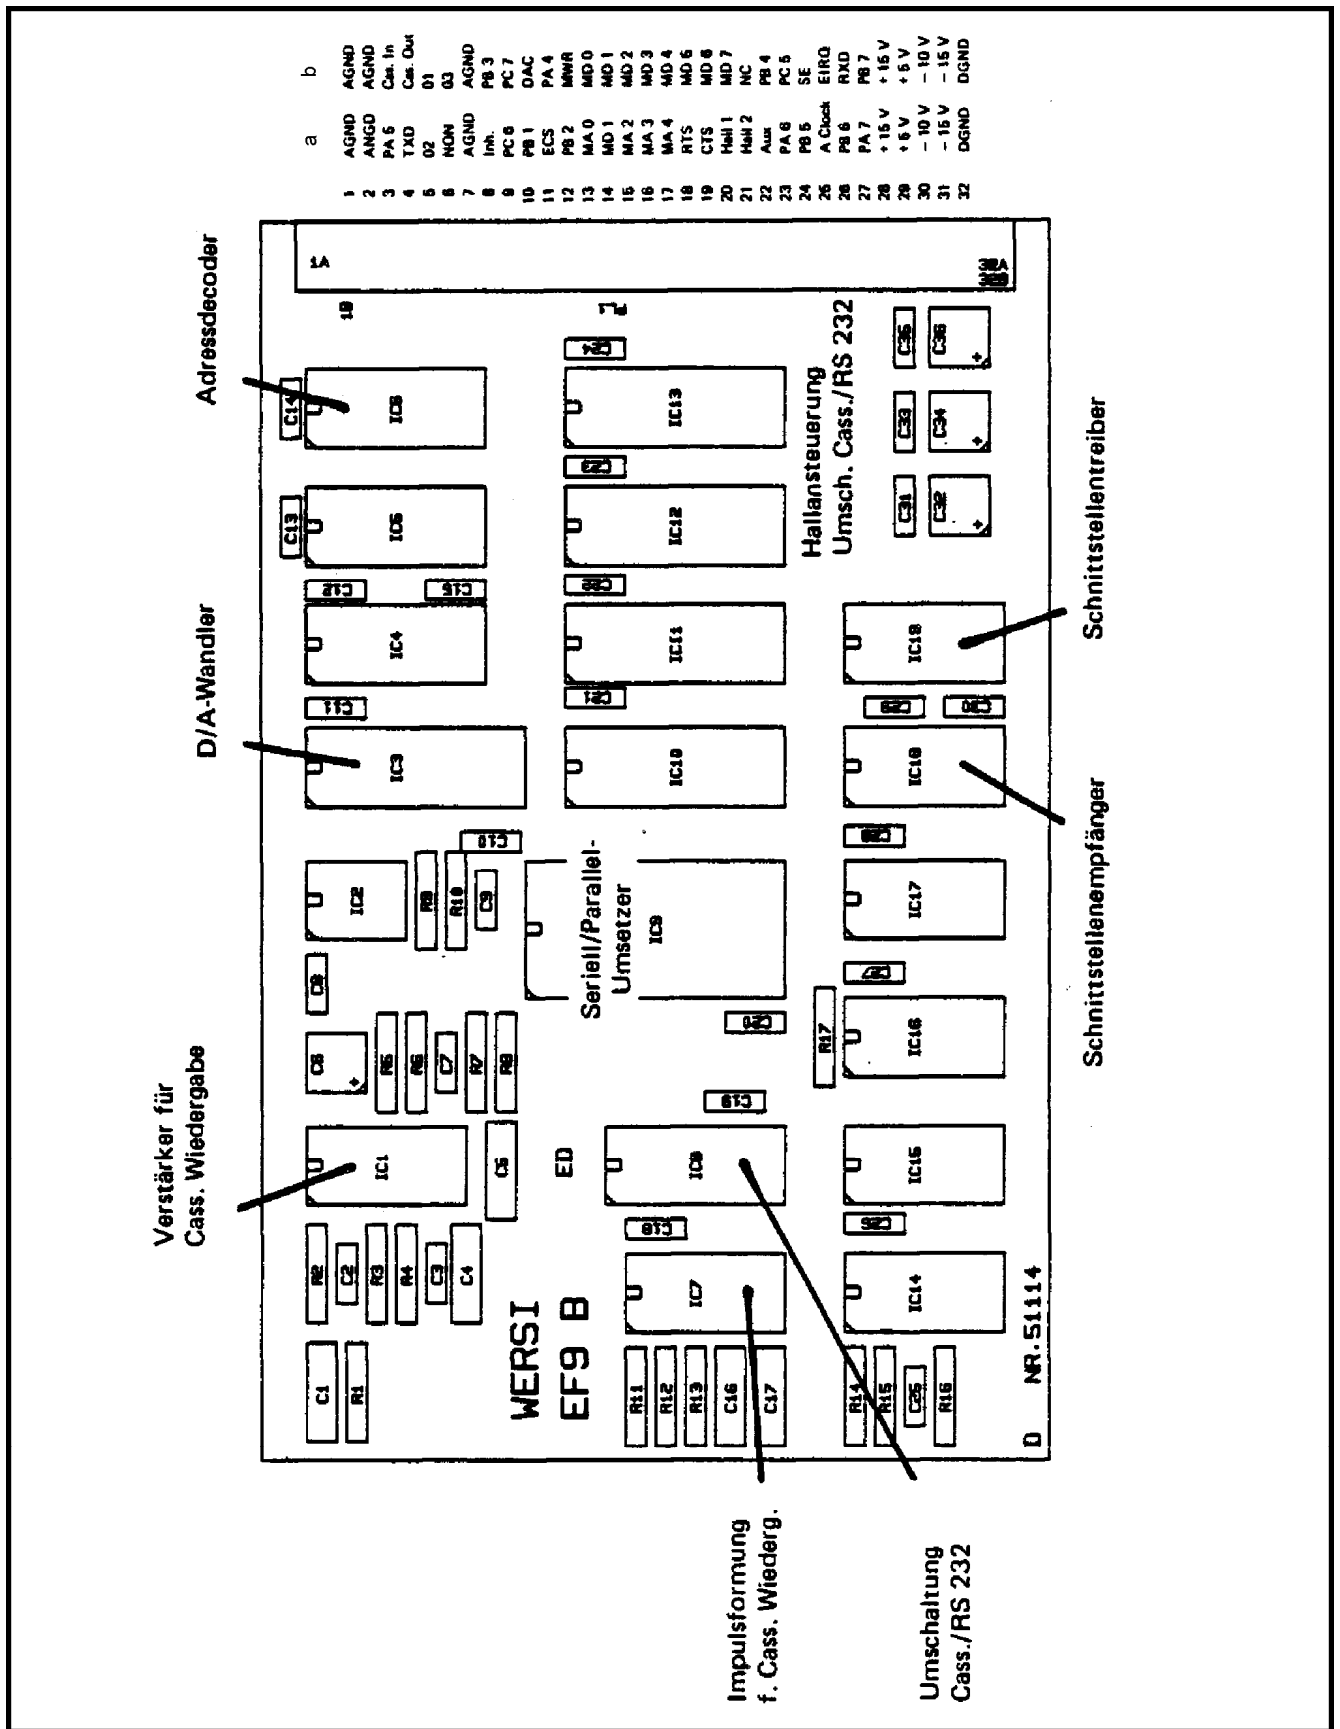 a b
1 AGND AGND
2 ANGD AGND
3 PA 5 Cas. In
4 TXD Cas. Out
5 02 01
6 NON 03
7 AGND AGND
8 Inh. PB 3
9 PC 6 PC 7
10 PB 1 DAC
11 ECS PA 4
12 PB 2 MWR
13 MA 0 MD 0
14 MD 1 MD 1
15 MA 2 MD 2
16 MA 3 MD 3
17 MA 4 MD 4
18 RTS MD 5
19 CTS MD 6
20 Hall 1 MD 7
21 Hall 2 NC
22 Aux PB 4
23 PA 6 PC 5
24 PB 5 SE
25 A Clock EIRQ
26 PB 6 RXD
27 PA 7 PB 7
28 + 15 V + 15 V
29 + 5 V + 5 V
30 - 10 V - 10 V
31 - 15 V - 15 V
32 DGND DGND
Verstärker für
Cass. Wiedergabe
D/A-Wandler
Adressdecoder
1A
1B
32A
C13
C14
C1
R1
R2
C2
R3
R4
C3
C4
IC1
C5
C6
R5
R6
C7
R7
R8
C8
IC2
R9
R10
C9
C10
IC3
C11
IC4
C12
C15
IC5
IC6
WERSI
EF9 B
ED
R11
R12
R13
C16
C17
IC7
C18
IC8
C19
C20
Seriell/Parallel-
Umsetzer
IC9
IC10
C21
IC11
C22
IC12
C23
IC13
C24
Hallansteuerung
Umsch. Cass./RS 232
R14
R15
C25
R16
IC14
C26
IC15
R17
IC16
C27
IC17
C28
IC18
C29
C30
IC19
C31
C32
+
C33
C34
+
C35
C36
+
D NR.51114
Impulsformung
f. Cass. Wiederg.
Umschaltung
Cass./RS 232
Schnittstellenempfänger
Schnittstellentreiber